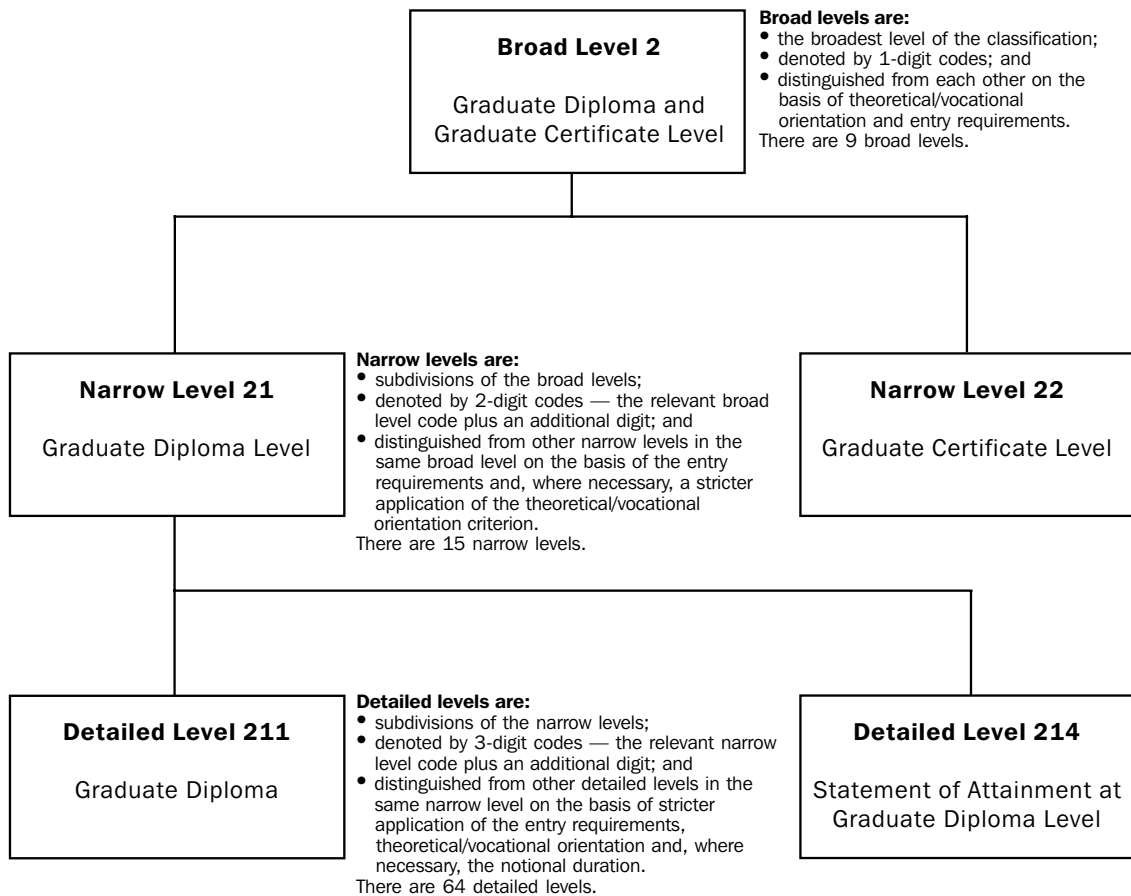 Broad Level 2
Graduate Diploma and
Graduate Certificate Level
Broad levels are:
• the broadest level of the classification;
• denoted by 1-digit codes; and
• distinguished from each other on the
basis of theoretical/vocational
orientation and entry requirements.
There are 9 broad levels.
Narrow Level 21
Graduate Diploma Level
Narrow levels are:
• subdivisions of the broad levels;
• denoted by 2-digit codes — the relevant broad
level code plus an additional digit; and
• distinguished from other narrow levels in the
same broad level on the basis of the entry
requirements and, where necessary, a stricter
application of the theoretical/vocational
orientation criterion.
There are 15 narrow levels.
Narrow Level 22
Graduate Certificate Level
Detailed Level 211
Graduate Diploma
Detailed levels are:
• subdivisions of the narrow levels;
• denoted by 3-digit codes — the relevant narrow
level code plus an additional digit; and
• distinguished from other detailed levels in the
same narrow level on the basis of stricter
application of the entry requirements,
theoretical/vocational orientation and, where
necessary, the notional duration.
There are 64 detailed levels.
Detailed Level 214
Statement of Attainment at
Graduate Diploma Level